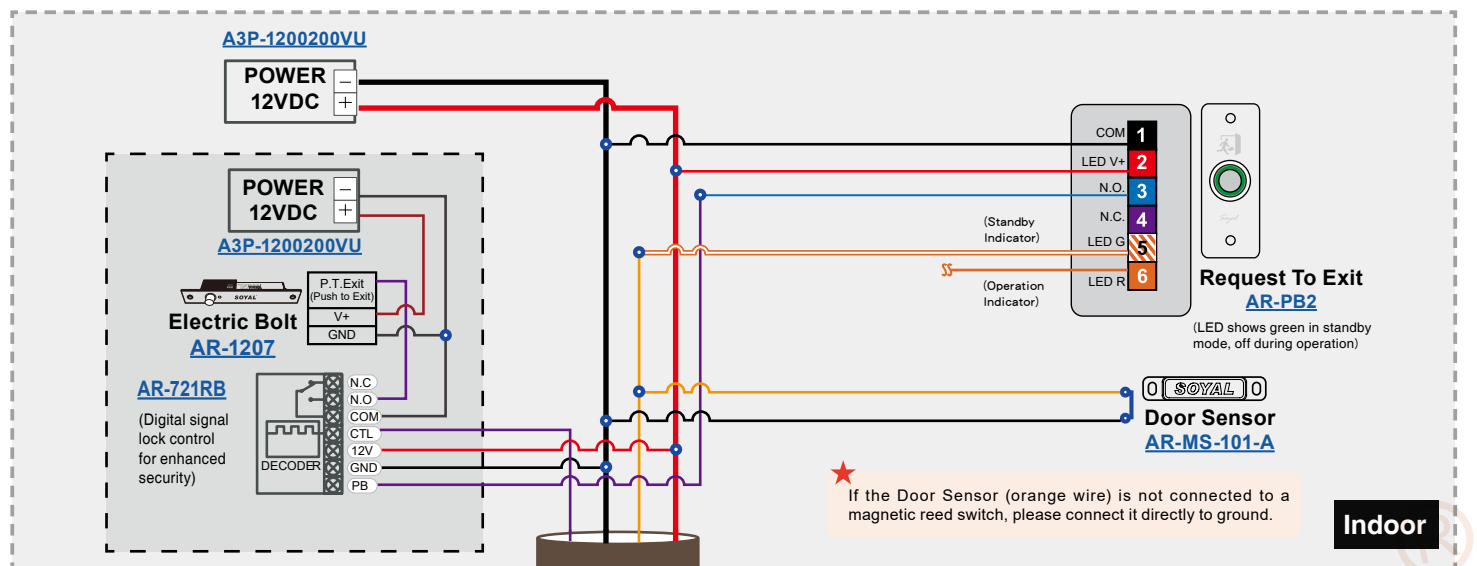 A3P-1200200VU
POWER
12VDC
−
+
POWER
12VDC
−
+
A3P-1200200VU
SOYAL
Electric Bolt
AR-1207
P.T.Exit
(Push to Exit)
V+
GND
AR-721RB
(Digital signal
lock control
for enhanced
security)
DECODER
N.C
N.O
COM
CTL
12V
GND
PB
COM
1
LED V+
2
N.O.
3
N.C.
4
LED G
5
LED R
6
(Standby
Indicator)
(Operation
Indicator)
Soyal
Request To Exit
AR-PB2
(LED shows green in standby
mode, off during operation)
SOYAL
Door Sensor
AR-MS-101-A
If the Door Sensor (orange wire) is not connected to a
magnetic reed switch, please connect it directly to ground.
Indoor
®